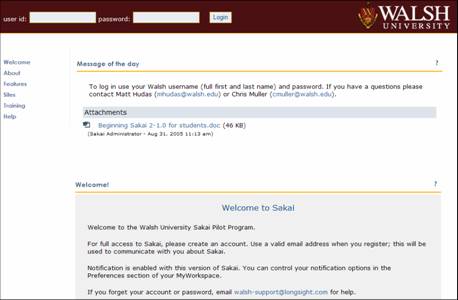 user id: password: Login WALSH
UNIVERSITY
Welcome
About
Features
Sites
Training
Help
Message of the day ?
To log in use your Walsh username (full first and last name) and password. If you have a questions please
contact Matt Hudas (mhudas@walsh.edu) or Chris Muller (cmuller@walsh.edu).
Attachments
Beginning Sakai 2-1.0 for students.doc (46 KB)
(Sakai Administrator - Aug 31, 2005 11:13 am)
Welcome! ?
Welcome to Sakai
Welcome to the Walsh University Sakai Pilot Program.
For full access to Sakai, please create an account. Use a valid email address when you register; this will be
used to communicate with you about Sakai.
Notification is enabled with this version of Sakai. You can control your notification options in the
Preferences section of your MyWorkspace.
If you forget your account or password, email walsh-support@longsight.com for help.